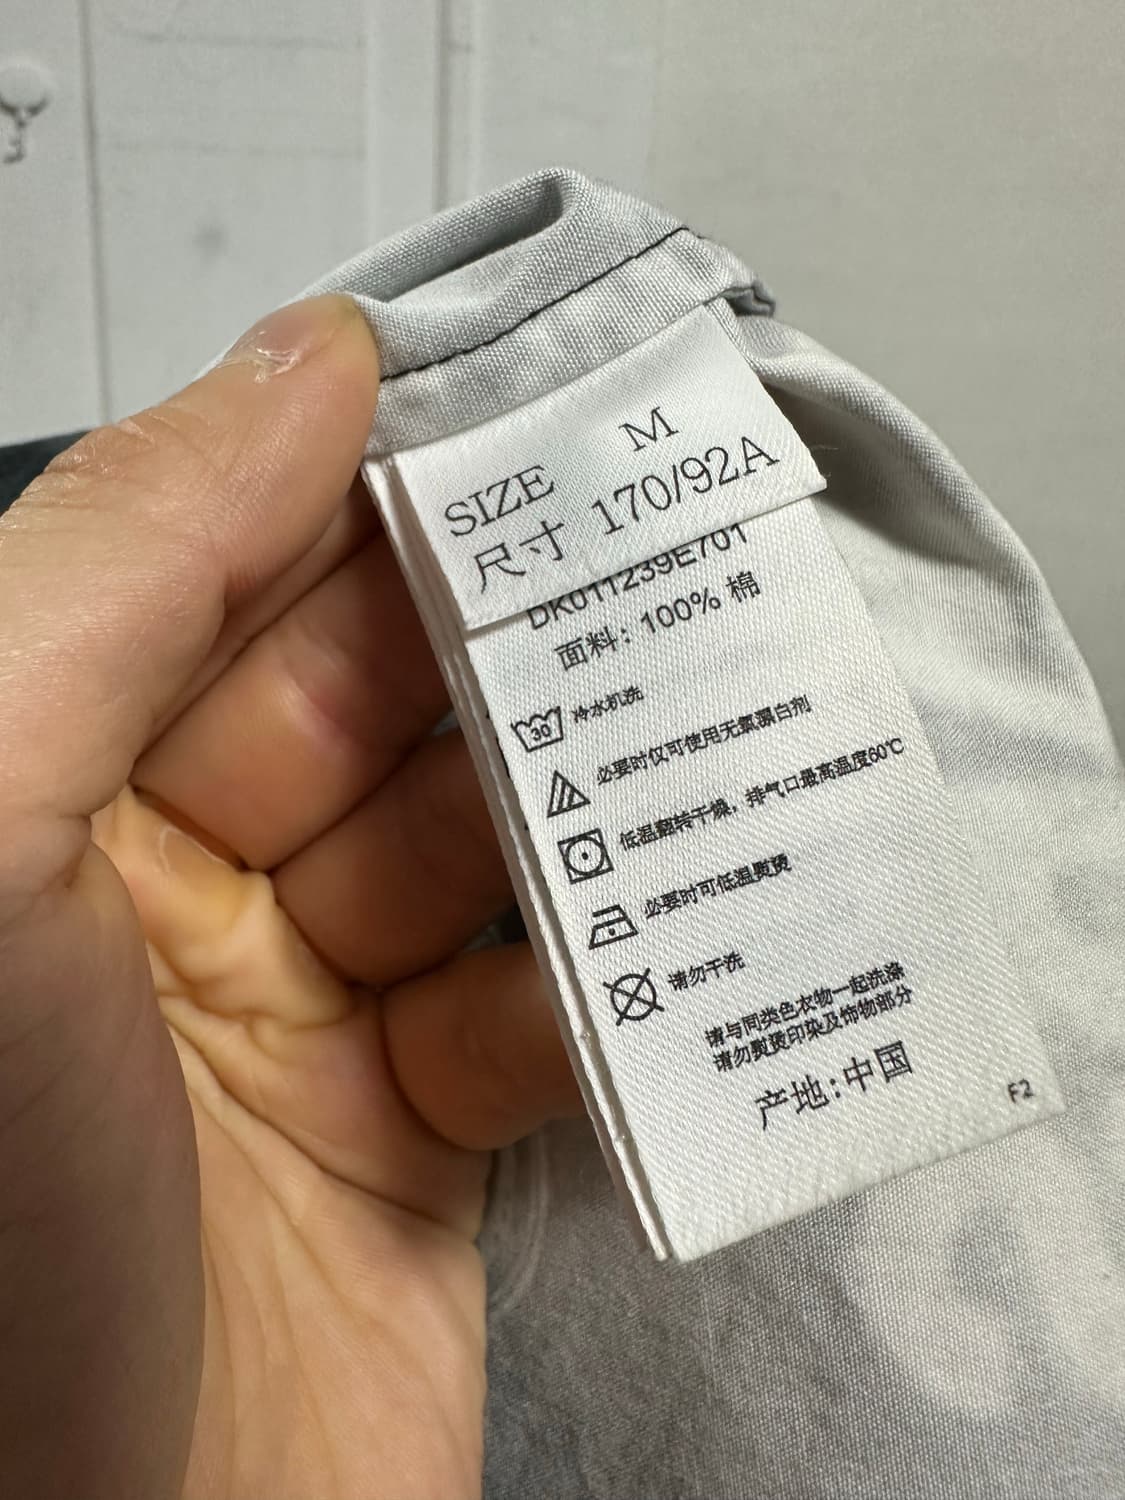 SIZE M
尺寸 170/92A
DK011239E701
面料: 100% 棉
30 冷水机洗
必要时仅可使用无氯漂白剂
低温翻转干燥，排气口最高温度60℃
必要时可低温熨烫
请勿干洗
请与同类色衣物一起洗涤
请勿熨烫印染及饰物部分
产地:中国
F2